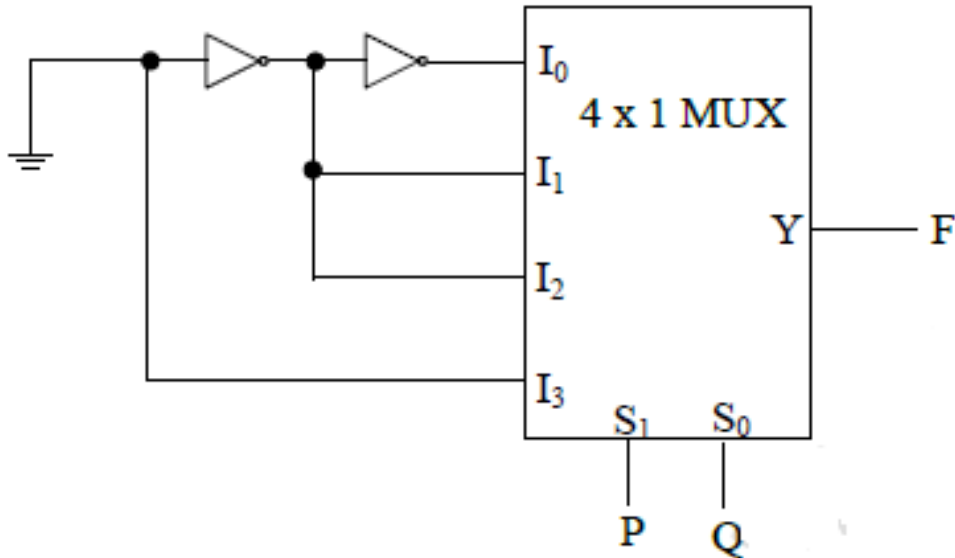 I₀
4 x 1 MUX
I₁
Y F
I₂
I₃
S₁ S₀
P Q